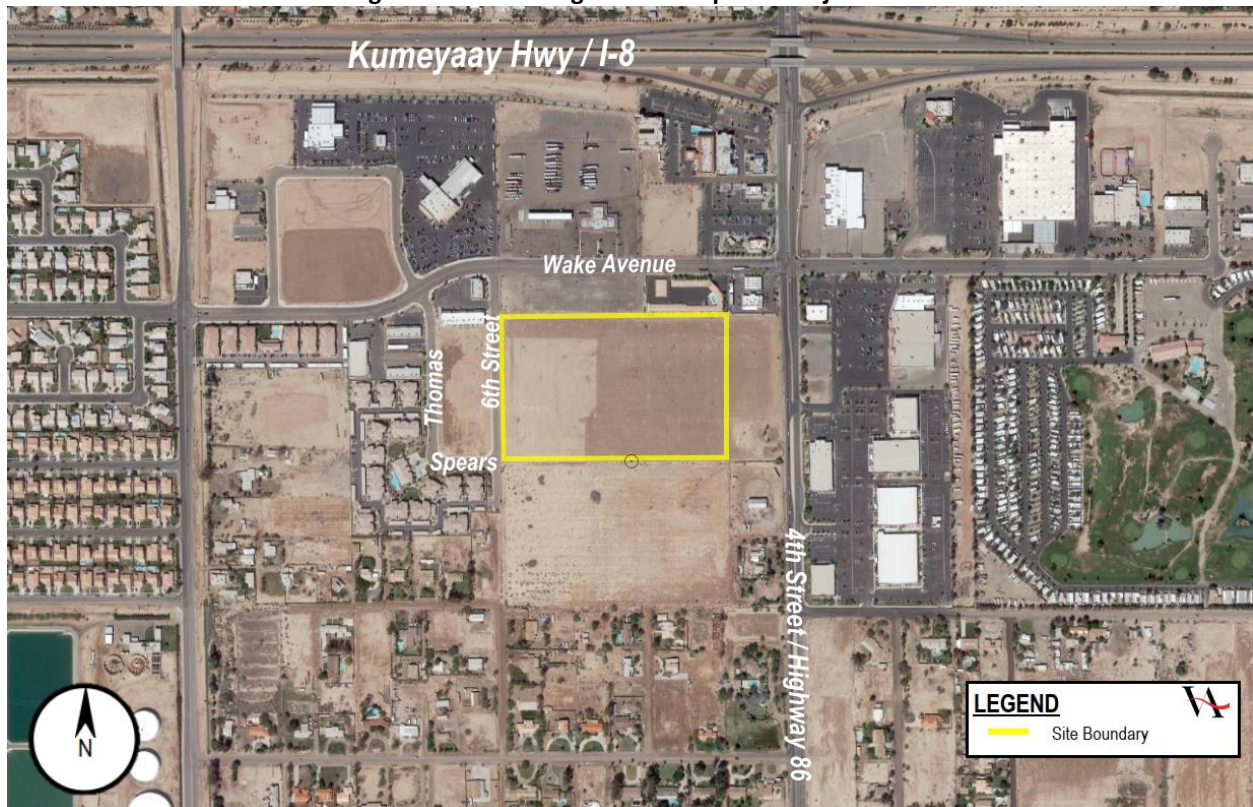 Kumeyaay Hwy / I-8
Wake Avenue
6th Street
Thomas
Spears
4th Street / Highway 86
LEGEND
Site Boundary
N